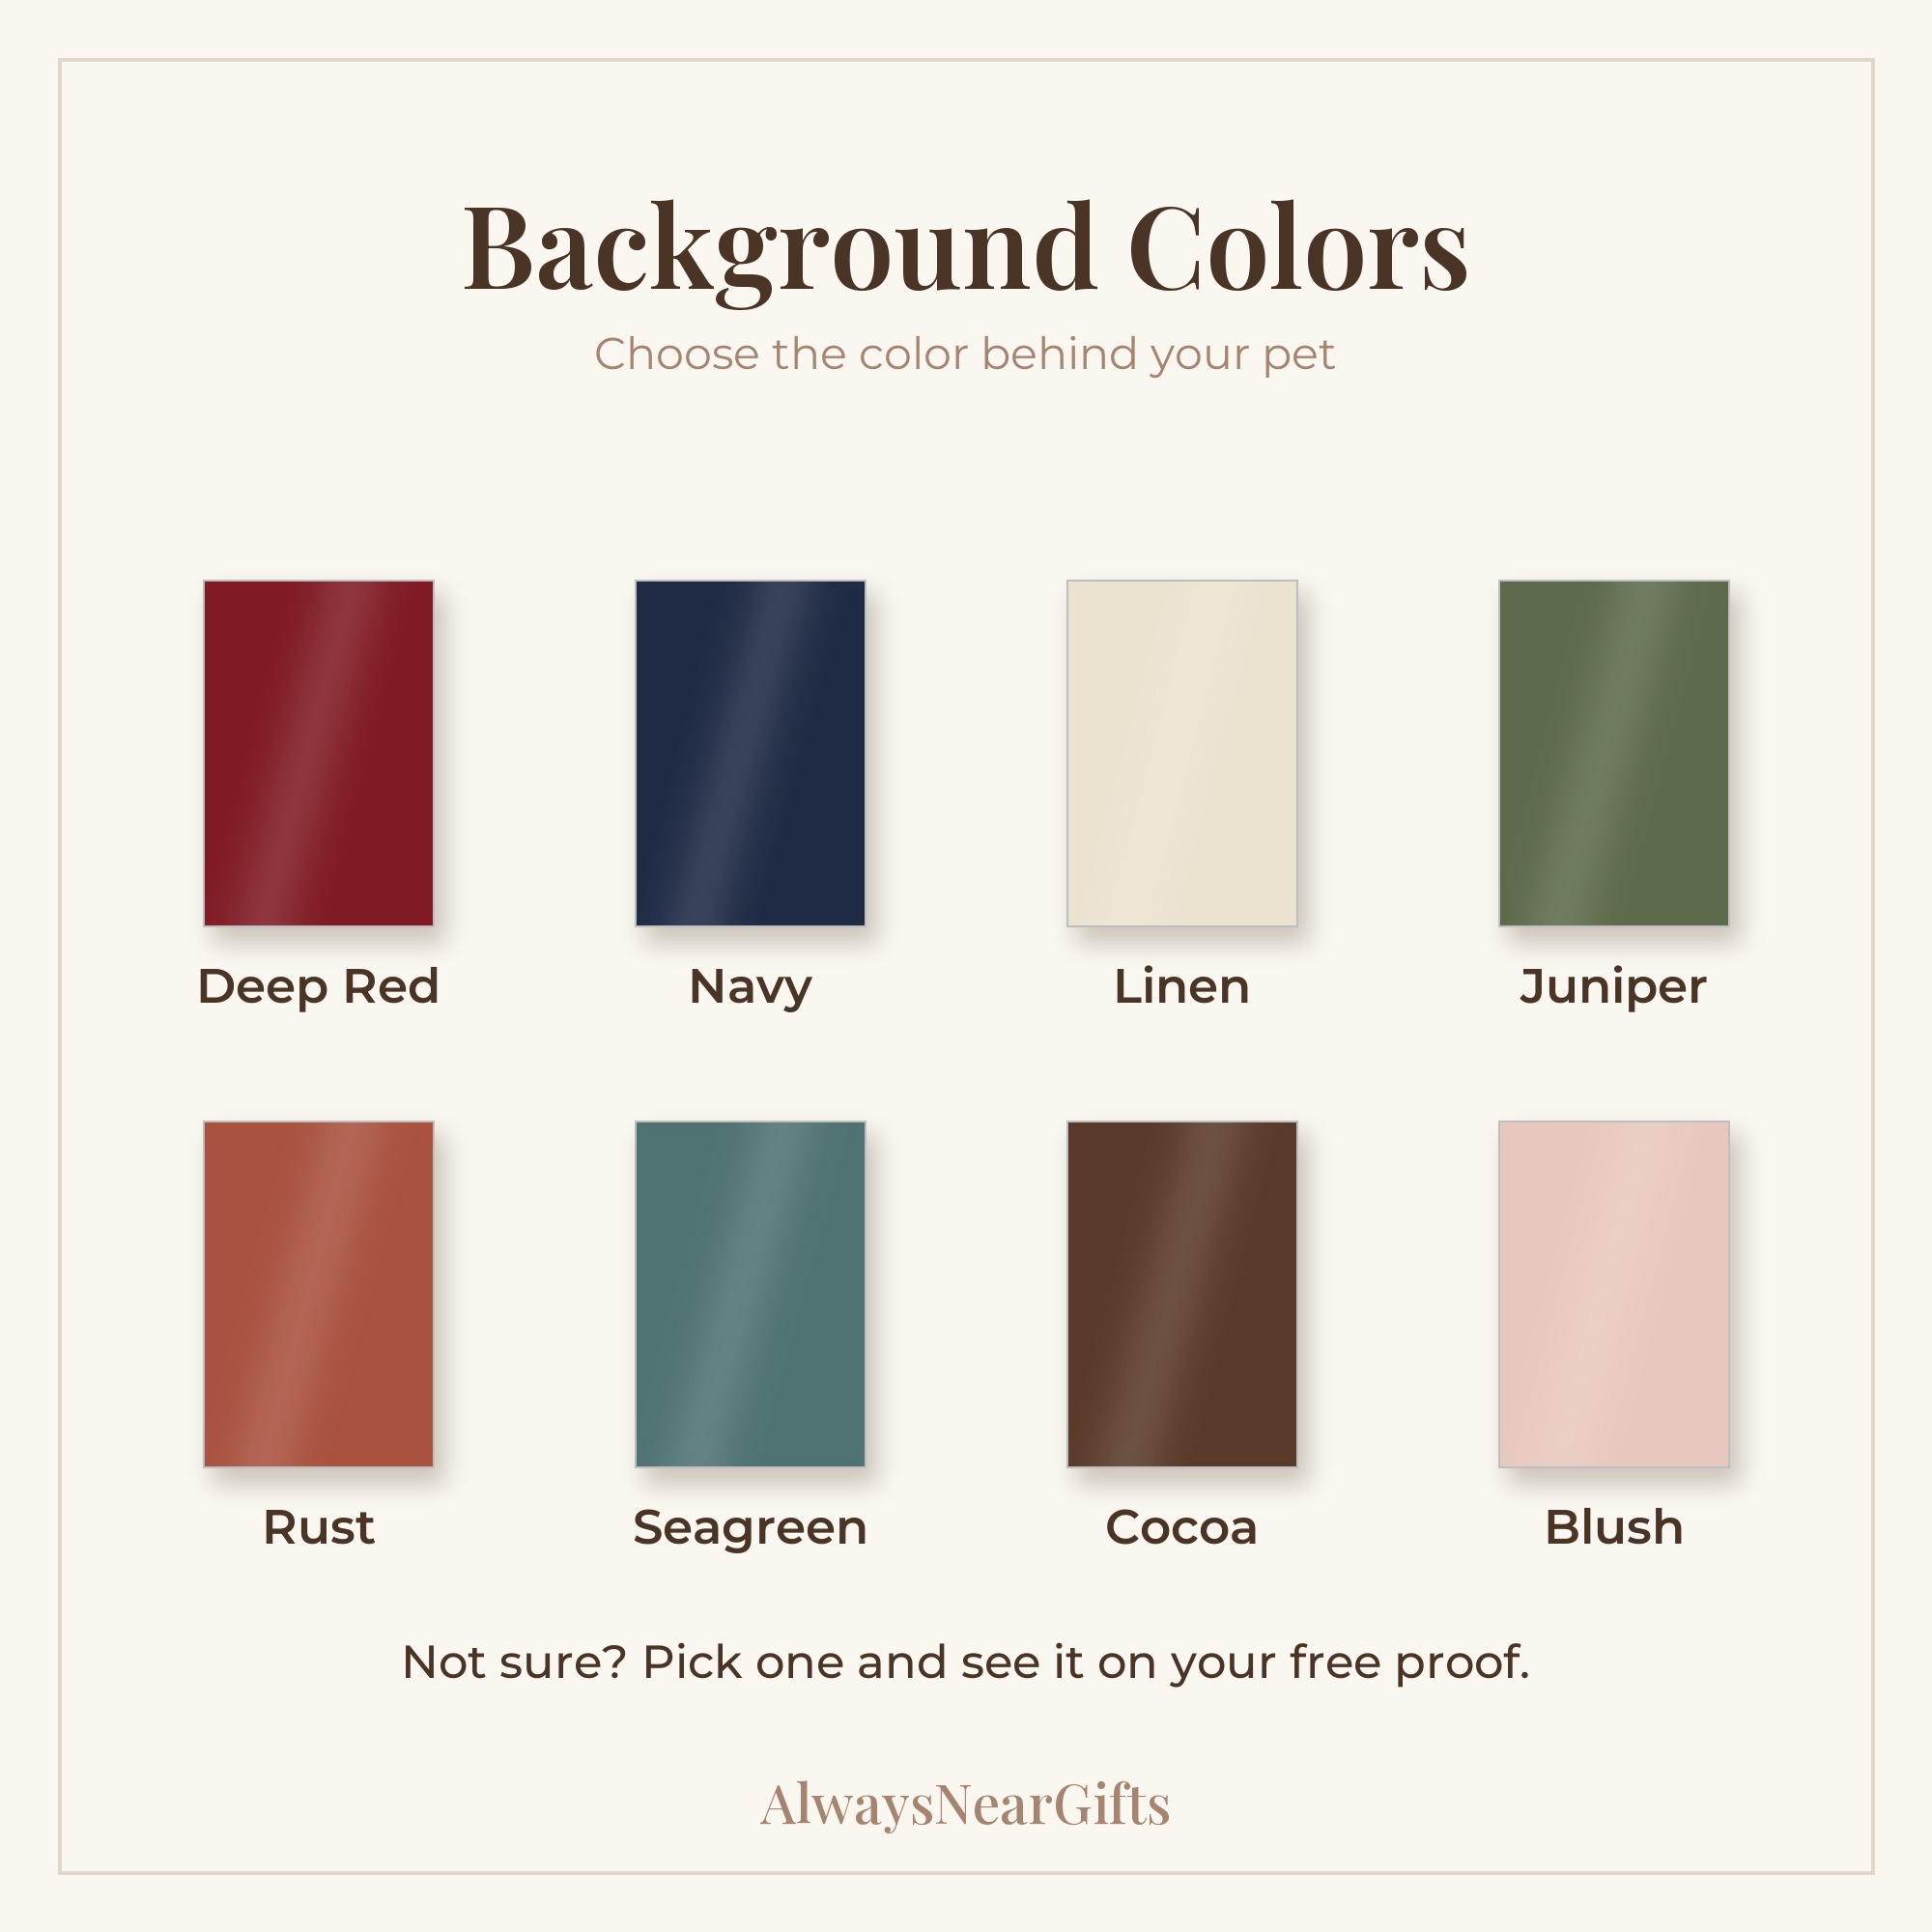 Background Colors
Choose the color behind your pet
Deep Red
Navy
Linen
Juniper
Rust
Seagreen
Cocoa
Blush
Not sure? Pick one and see it on your free proof.
AlwaysNearGifts